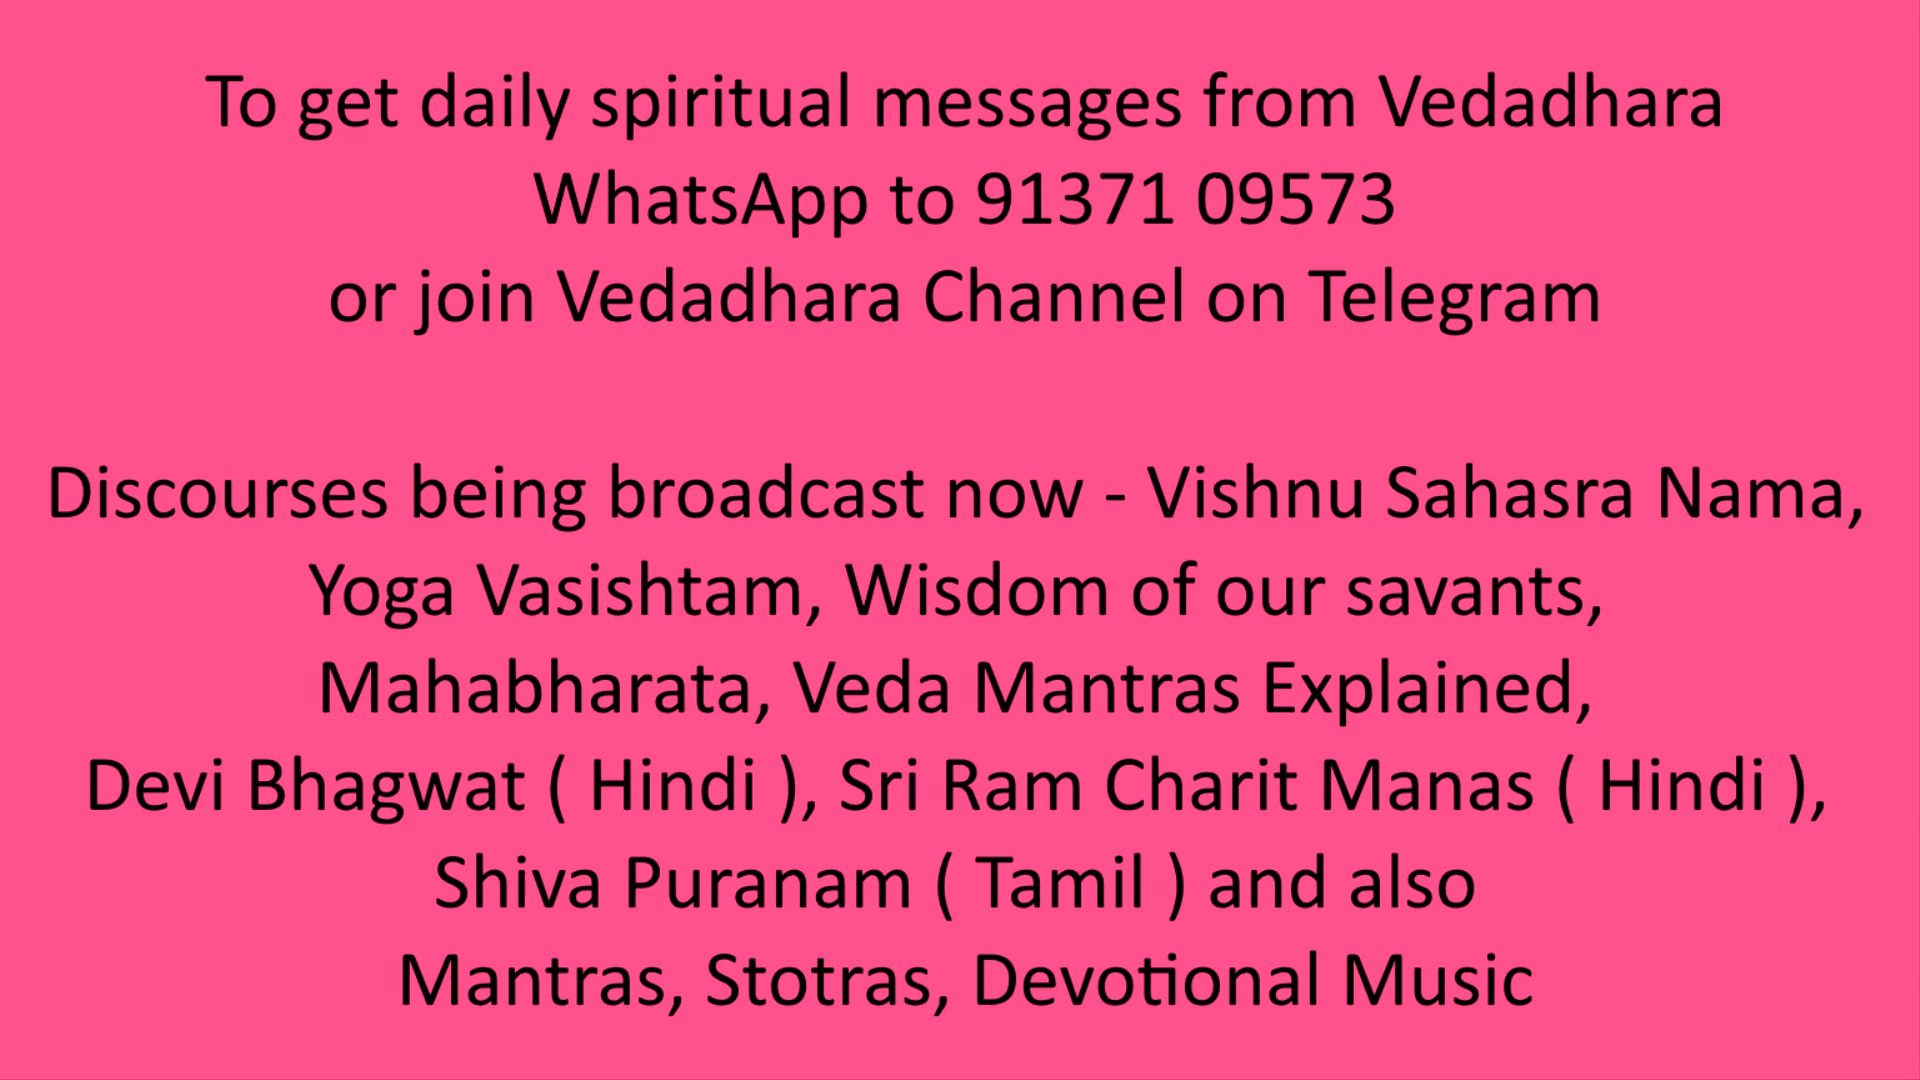 To get daily spiritual messages from Vedadhara
WhatsApp to 91371 09573
or join Vedadhara Channel on Telegram
Discourses being broadcast now - Vishnu Sahasra Nama,
Yoga Vasishtam, Wisdom of our savants,
Mahabharata, Veda Mantras Explained,
Devi Bhagwat ( Hindi ), Sri Ram Charit Manas ( Hindi ),
Shiva Puranam ( Tamil ) and also
Mantras, Stotras, Devotional Music